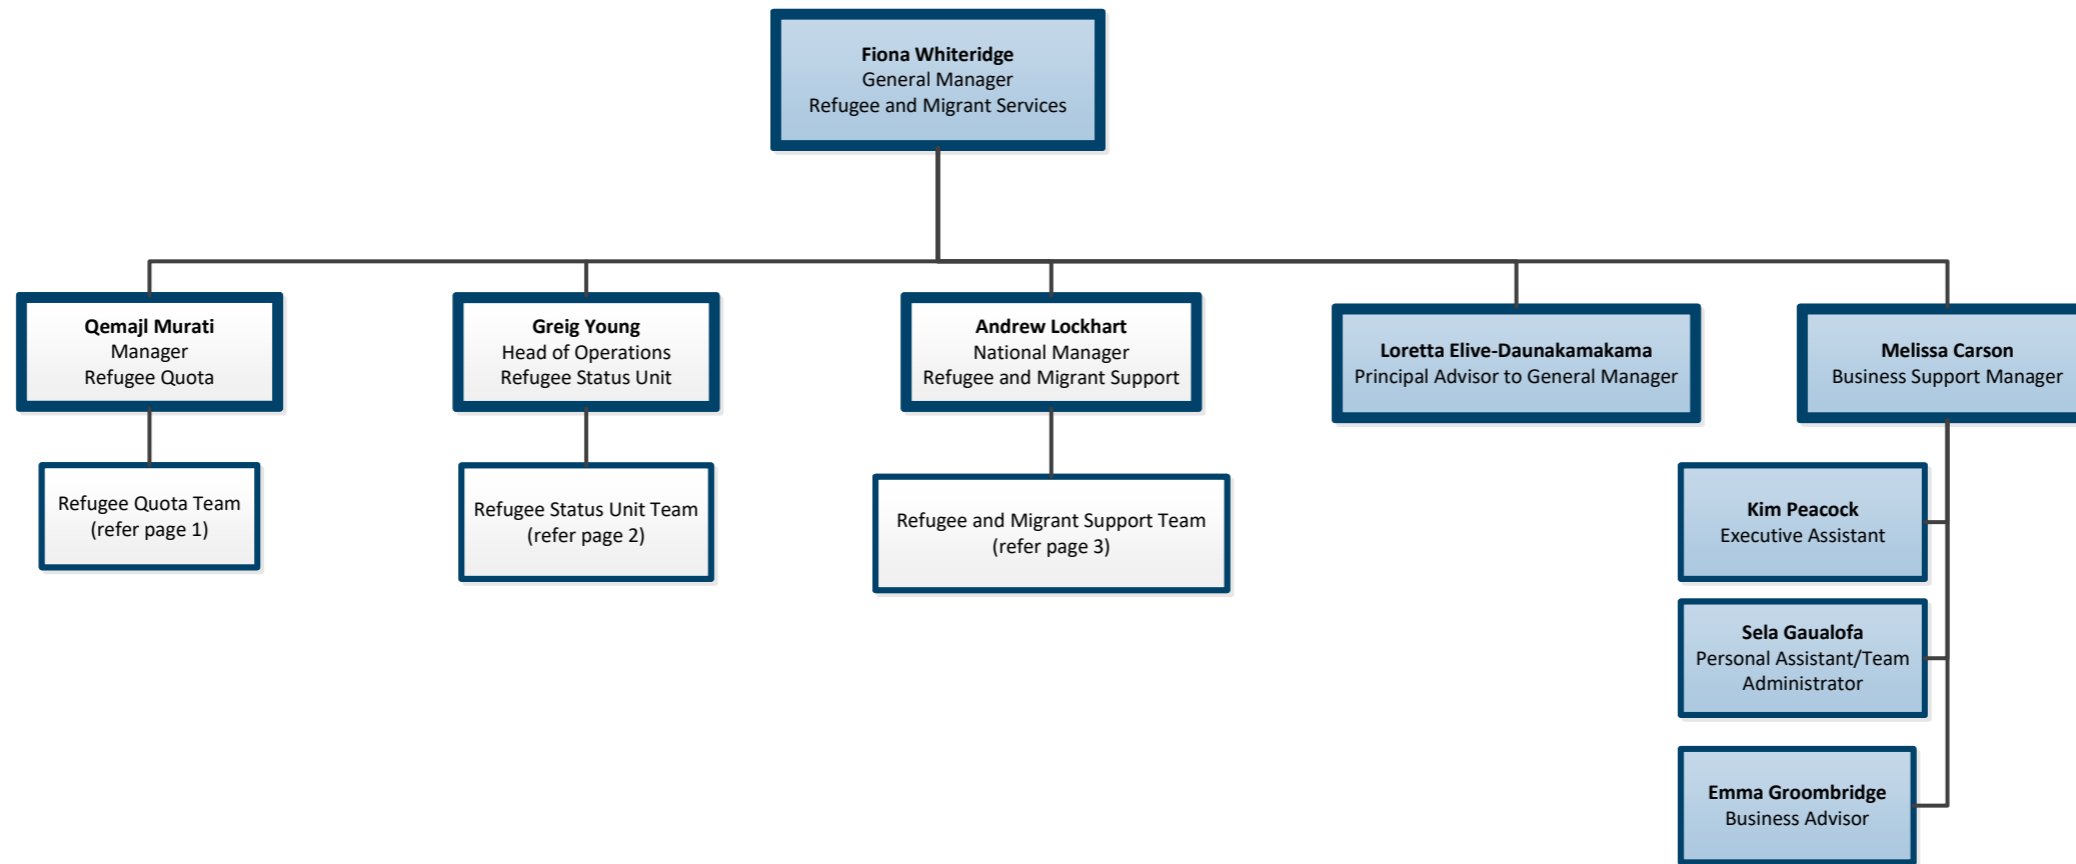 Fiona Whiteridge
General Manager
Refugee and Migrant Services
Qemajl Murati
Manager
Refugee Quota
Greig Young
Head of Operations
Refugee Status Unit
Andrew Lockhart
National Manager
Refugee and Migrant Support
Loretta Elive-Daunakamakama
Principal Advisor to General Manager
Melissa Carson
Business Support Manager
Refugee Quota Team
(refer page 1)
Refugee Status Unit Team
(refer page 2)
Refugee and Migrant Support Team
(refer page 3)
Kim Peacock
Executive Assistant
Sela Gaualofa
Personal Assistant/Team
Administrator
Emma Groombridge
Business Advisor